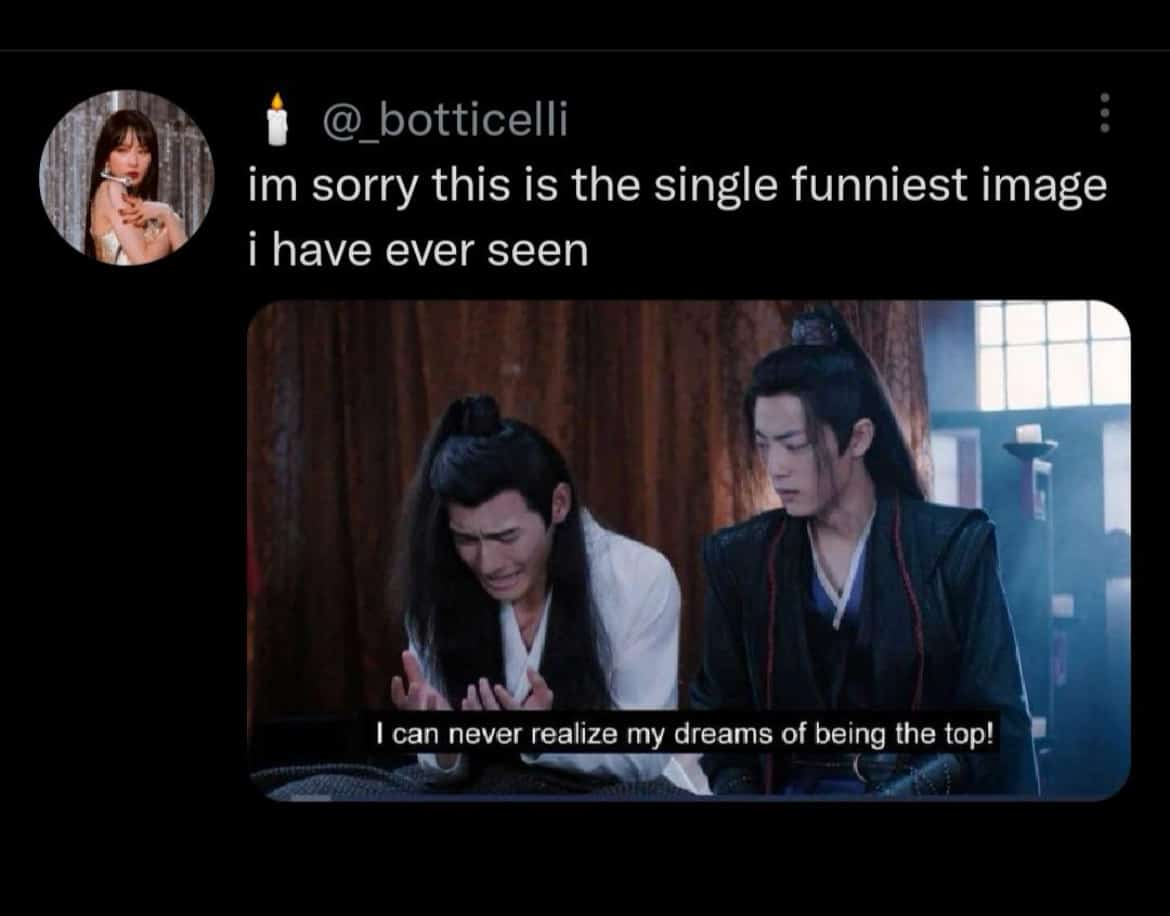 🕯️ @_botticelli
im sorry this is the single funniest image
i have ever seen
I can never realize my dreams of being the top!